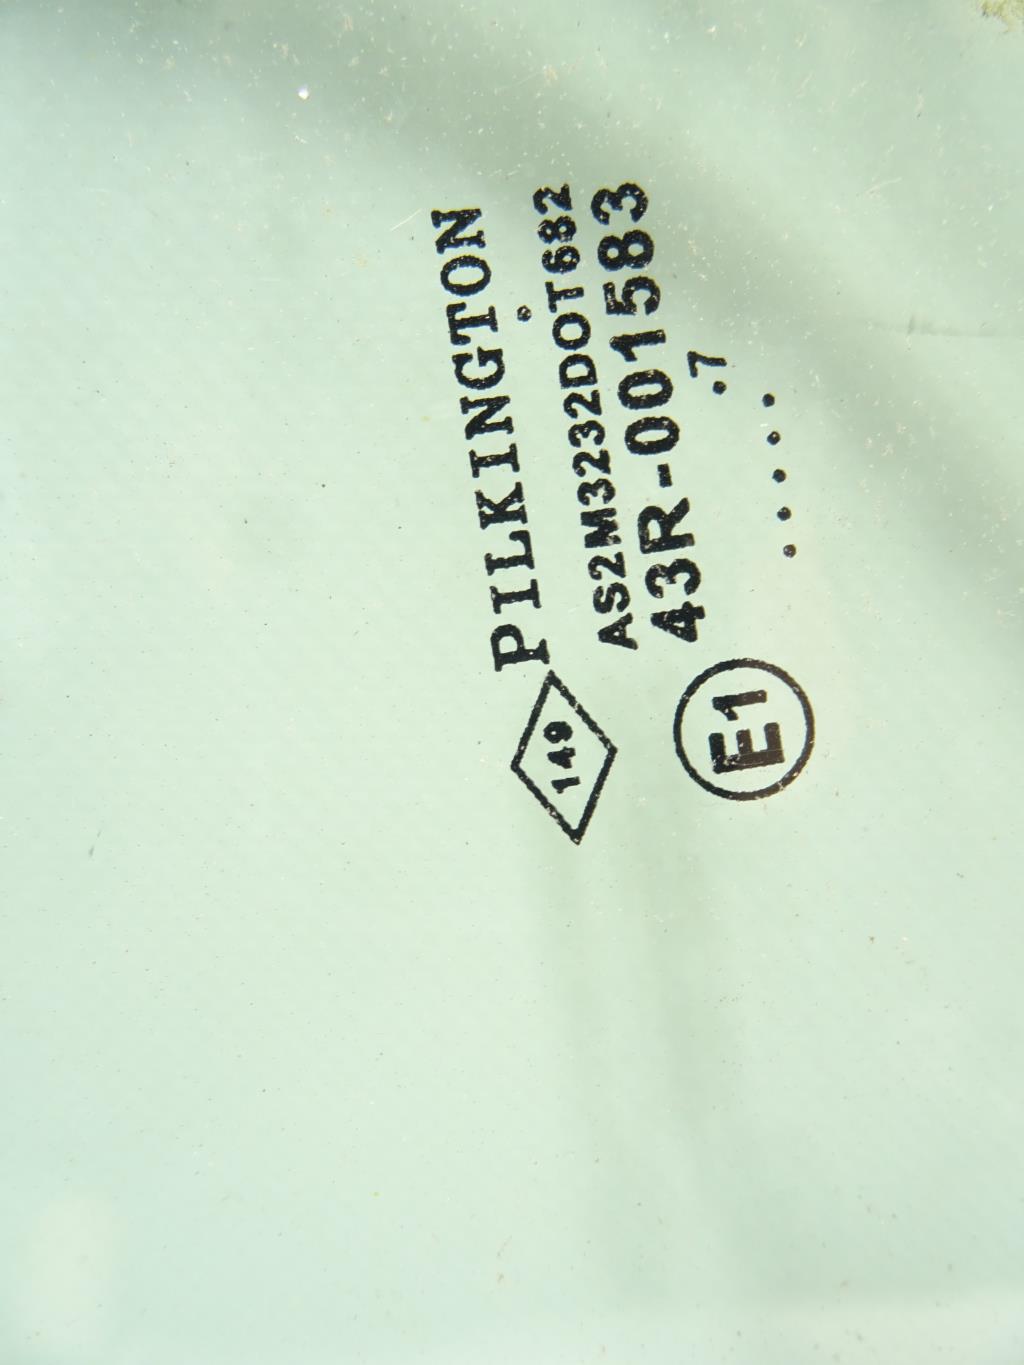 PILKINGTON
149
AS2M3232DOT682
43R-001583
E1
.7
.....